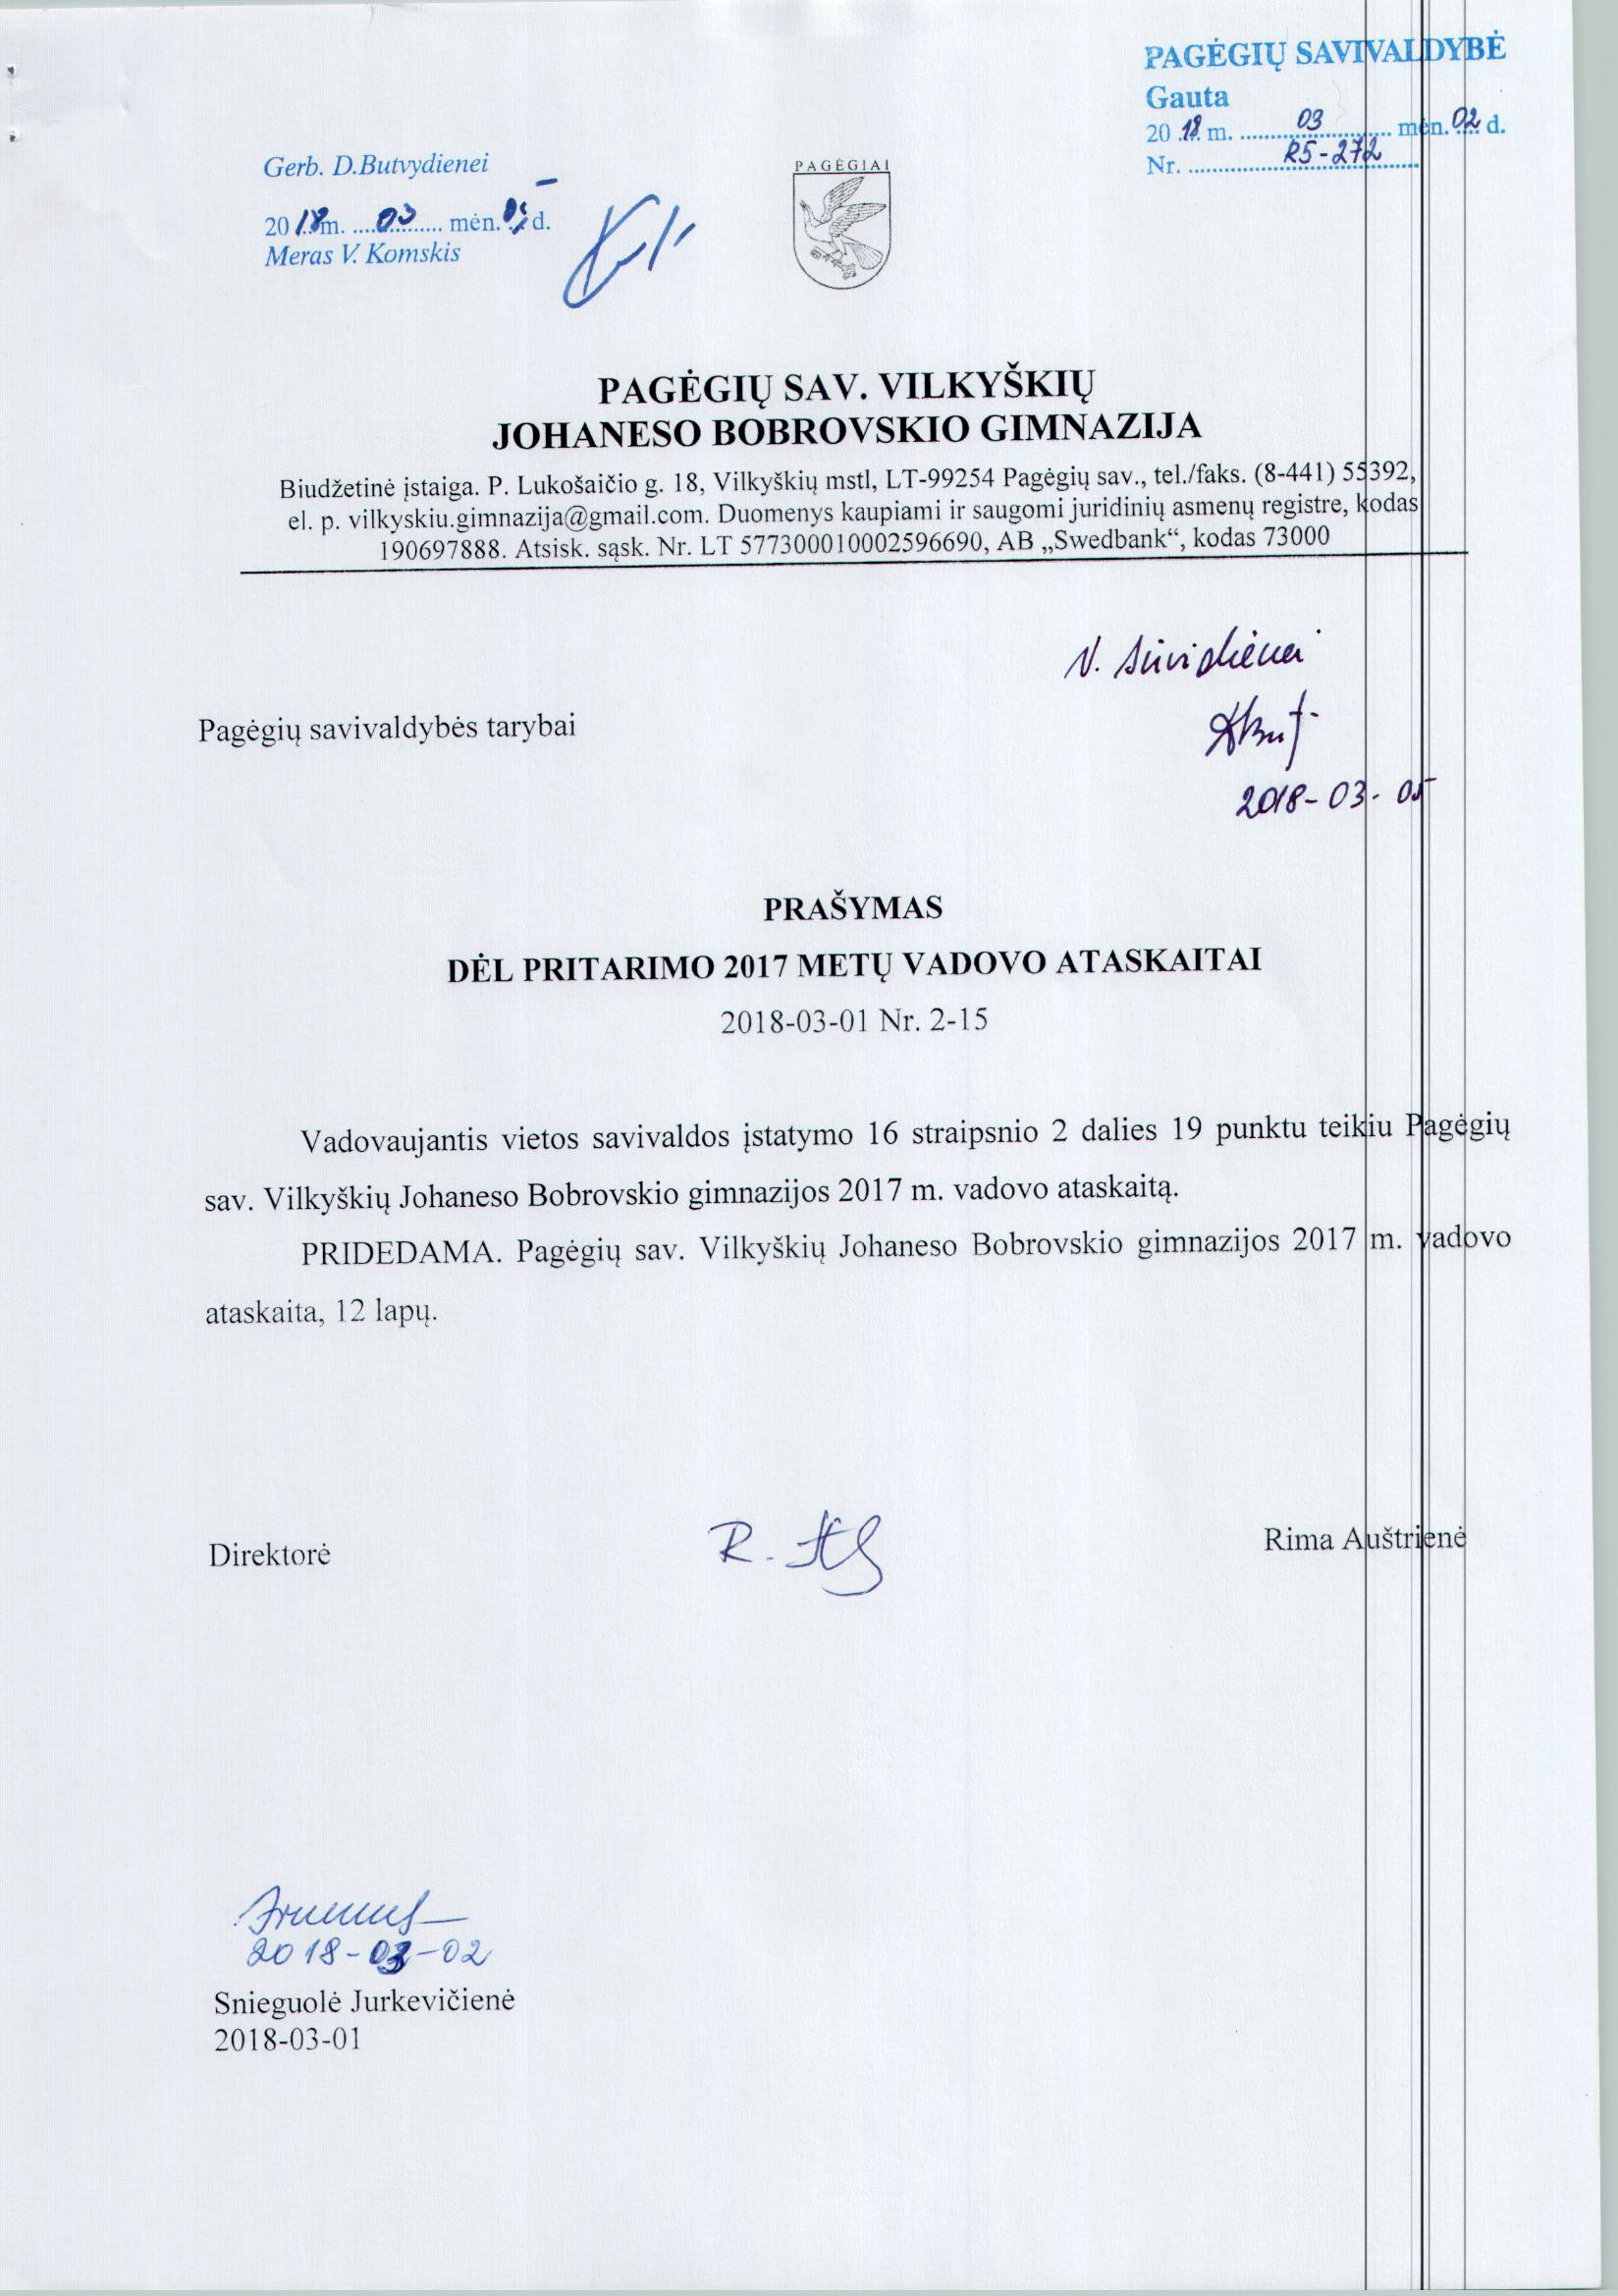 PAGĖGIŲ SAVIVALDYBĖ
Gauta
2018 m. 03 mėn. 02 d.
Nr. R5-272
Gerb. D.Butvydienei
2018 m. 03 mėn. 05 d.
Meras V. Komskis
PAGĖGIAI
PAGĖGIŲ SAV. VILKYŠKIŲ
JOHANESO BOBROVSKIO GIMNAZIJA
Biudžetinė įstaiga. P. Lukošaičio g. 18, Vilkyškių mstl, LT-99254 Pagėgių sav., tel./faks. (8-441) 55392,
el. p. vilkyskiu.gimnazija@gmail.com. Duomenys kaupiami ir saugomi juridinių asmenų registre, kodas
190697888. Atsisk. sąsk. Nr. LT 577300010002596690, AB „Swedbank“, kodas 73000
V.
Pagėgių savivaldybės tarybai
2018-03-05
PRAŠYMAS
DĖL PRITARIMO 2017 METŲ VADOVO ATASKAITAI
2018-03-01 Nr. 2-15
Vadovaujantis vietos savivaldos įstatymo 16 straipsnio 2 dalies 19 punktu teikiu Pagėgių
sav. Vilkyškių Johaneso Bobrovskio gimnazijos 2017 m. vadovo ataskaitą.
PRIDEDAMA. Pagėgių sav. Vilkyškių Johaneso Bobrovskio gimnazijos 2017 m. vadovo
ataskaita, 12 lapų.
Direktorė
R.
Rima Auštrienė
2018-03-02
Snieguolė Jurkevičienė
2018-03-01